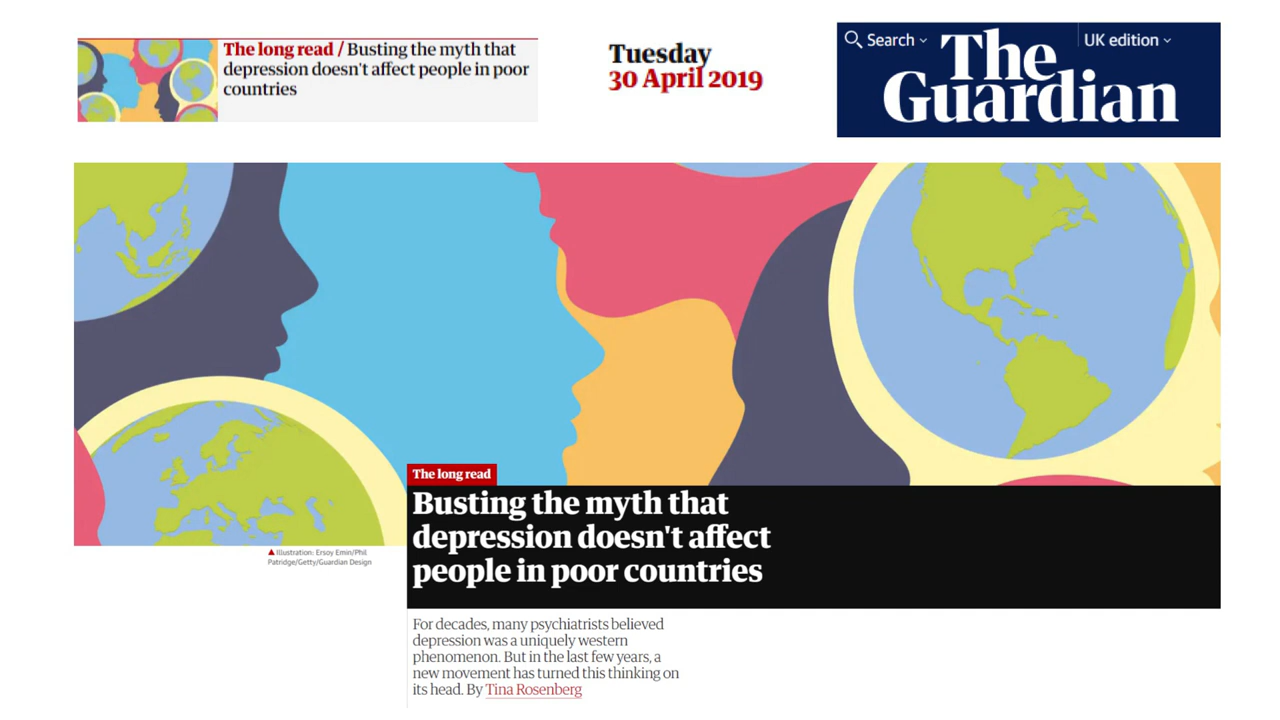 The long read / Busting the myth that
depression doesn't affect people in poor
countries
Tuesday
30 April 2019
Search
UK edition
The
Guardian
The long read
Busting the myth that
depression doesn't affect
people in poor countries
Illustration: Ersoy Emin/Phil
Patridge/Getty/Guardian Design
For decades, many psychiatrists believed
depression was a uniquely western
phenomenon. But in the last few years, a
new movement has turned this thinking on
its head. By Tina Rosenberg